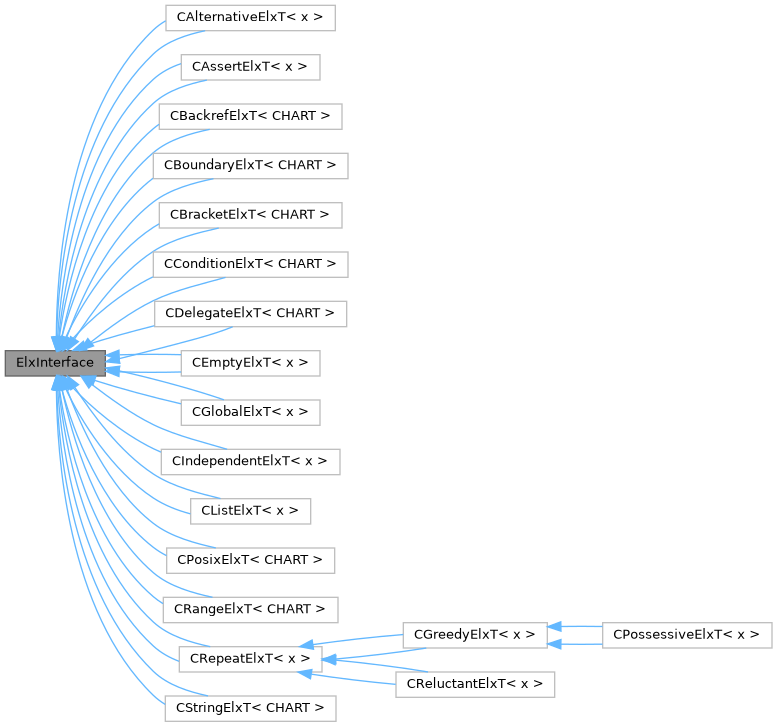 CAlternativeElxT< x >
CAssertElxT< x >
CBackrefElxT< CHART >
CBoundaryElxT< CHART >
CBracketElxT< CHART >
CConditionElxT< CHART >
CDelegateElxT< CHART >
ElxInterface
CEmptyElxT< x >
CGlobalElxT< x >
CIndependentElxT< x >
CListElxT< x >
CPosixElxT< CHART >
CRangeElxT< CHART >
CGreedyElxT< x >
CPossessiveElxT< x >
CRepeatElxT< x >
CReluctantElxT< x >
CStringElxT< CHART >